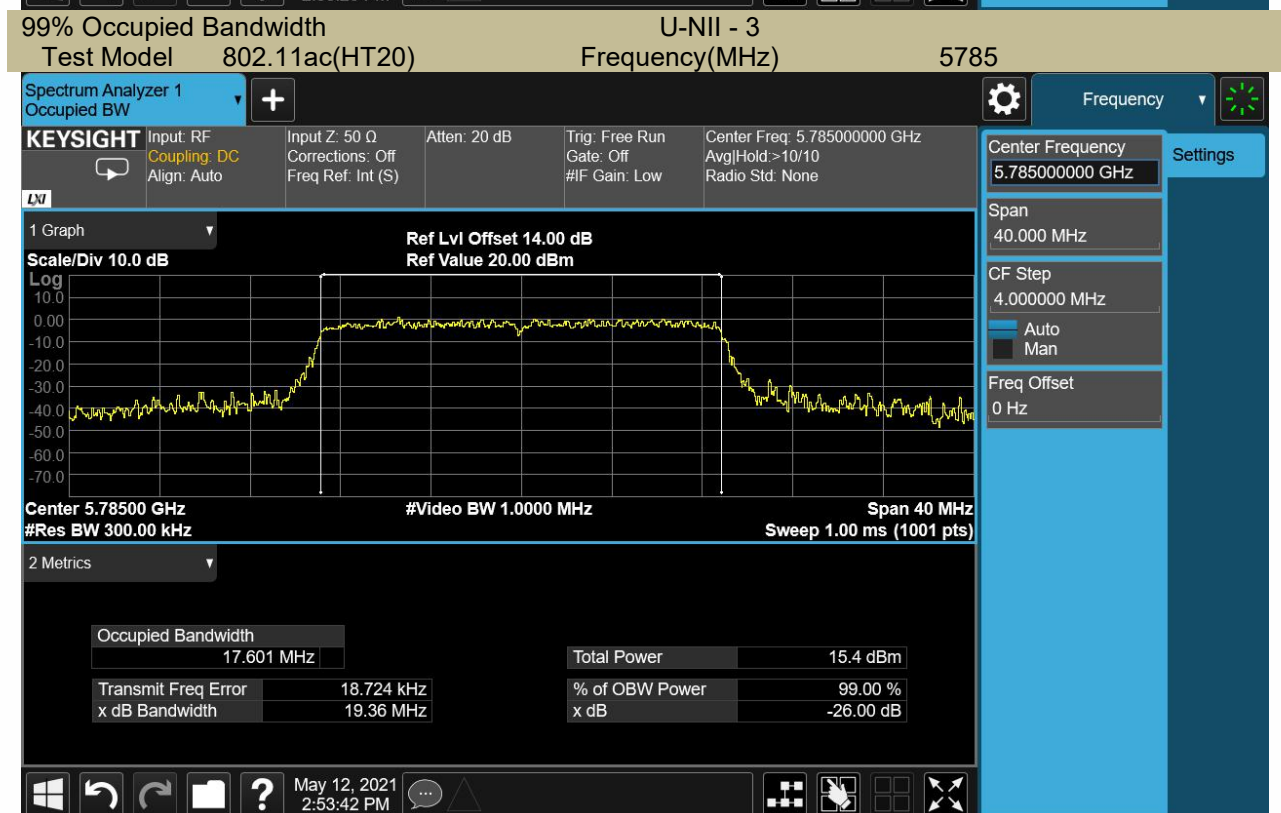 99% Occupied Bandwidth U-NII - 3
Test Model 802.11ac(HT20) Frequency(MHz) 5785
Spectrum Analyzer 1
Occupied BW
+
Frequency
KEYSIGHT
Input: RF
Coupling: DC
Align: Auto
Input Z: 50 Ω
Corrections: Off
Freq Ref: Int (S)
Atten: 20 dB
Trig: Free Run
Gate: Off
#IF Gain: Low
Center Freq: 5.785000000 GHz
Avg|Hold:>10/10
Radio Std: None
LXI
Center Frequency
5.785000000 GHz
Settings
Span
40.000 MHz
CF Step
4.000000 MHz
Auto
Man
Freq Offset
0 Hz
1 Graph
Scale/Div 10.0 dB
Ref Lvl Offset 14.00 dB
Ref Value 20.00 dBm
Log
10.0
0.00
-10.0
-20.0
-30.0
-40.0
-50.0
-60.0
-70.0
Center 5.78500 GHz #Video BW 1.0000 MHz Span 40 MHz
#Res BW 300.00 kHz Sweep 1.00 ms (1001 pts)
2 Metrics
Occupied Bandwidth
17.601 MHz
Total Power 15.4 dBm
Transmit Freq Error 18.724 kHz % of OBW Power 99.00 %
x dB Bandwidth 19.36 MHz x dB -26.00 dB
?
May 12, 2021
2:53:42 PM